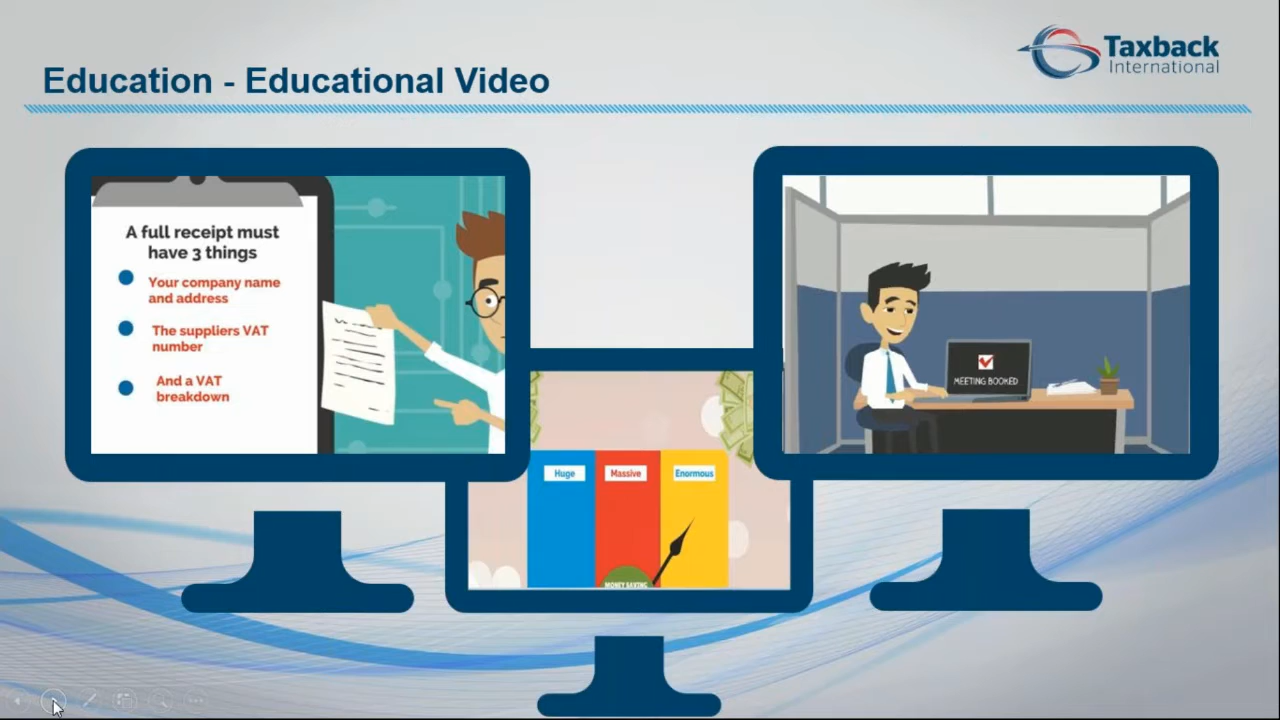 Taxback
International
Education - Educational Video
A full receipt must
have 3 things
Your company name
and address
The suppliers VAT
number
And a VAT
breakdown
Huge
Massive
Enormous
MONEY SAVING
MEETING BOOKED